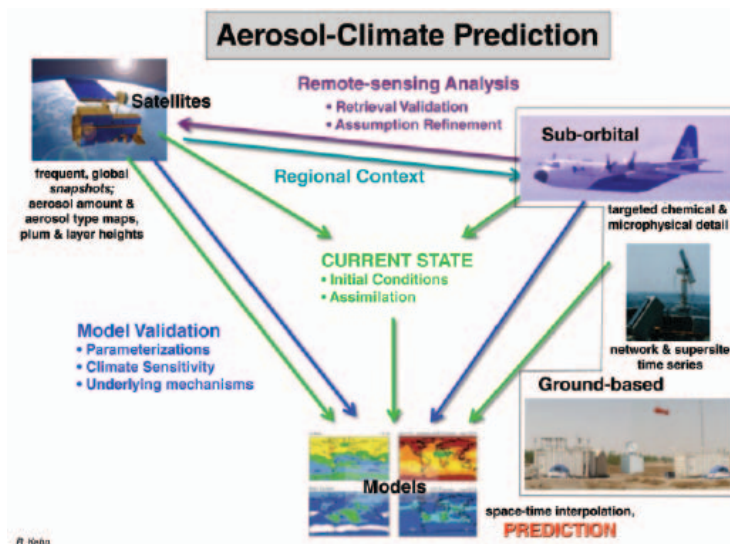 Aerosol-Climate Prediction
Remote-sensing Analysis
• Retrieval Validation
• Assumption Refinement
Satellites
Sub-orbital
frequent, global
snapshots;
aerosol amount &
aerosol type maps,
plum & layer heights
Regional Context
targeted chemical &
microphysical detail
CURRENT STATE
• Initial Conditions
• Assimilation
Model Validation
• Parameterizations
• Climate Sensitivity
• Underlying mechanisms
network & supersite
time series
Ground-based
Models
space-time interpolation,
PREDICTION
R. Kahn